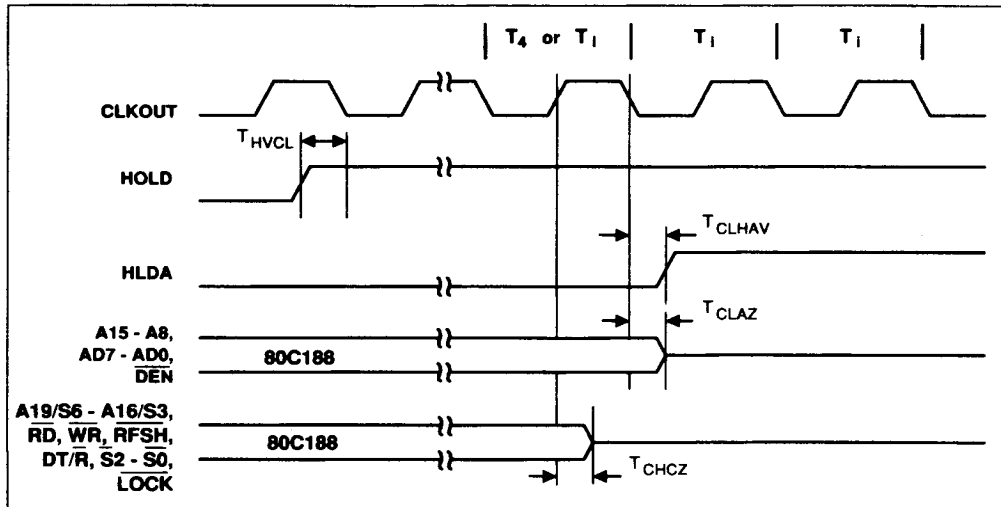 T4 or Ti
Ti
Ti
CLKOUT
THVCL
HOLD
TCLHAV
HLDA
TCLAZ
A15 - A8,
AD7 - AD0,
DEN
80C188
A19/S6 - A16/S3,
RD, WR, RFSH,
DT/R, S2 - S0,
LOCK
80C188
TCHCZ